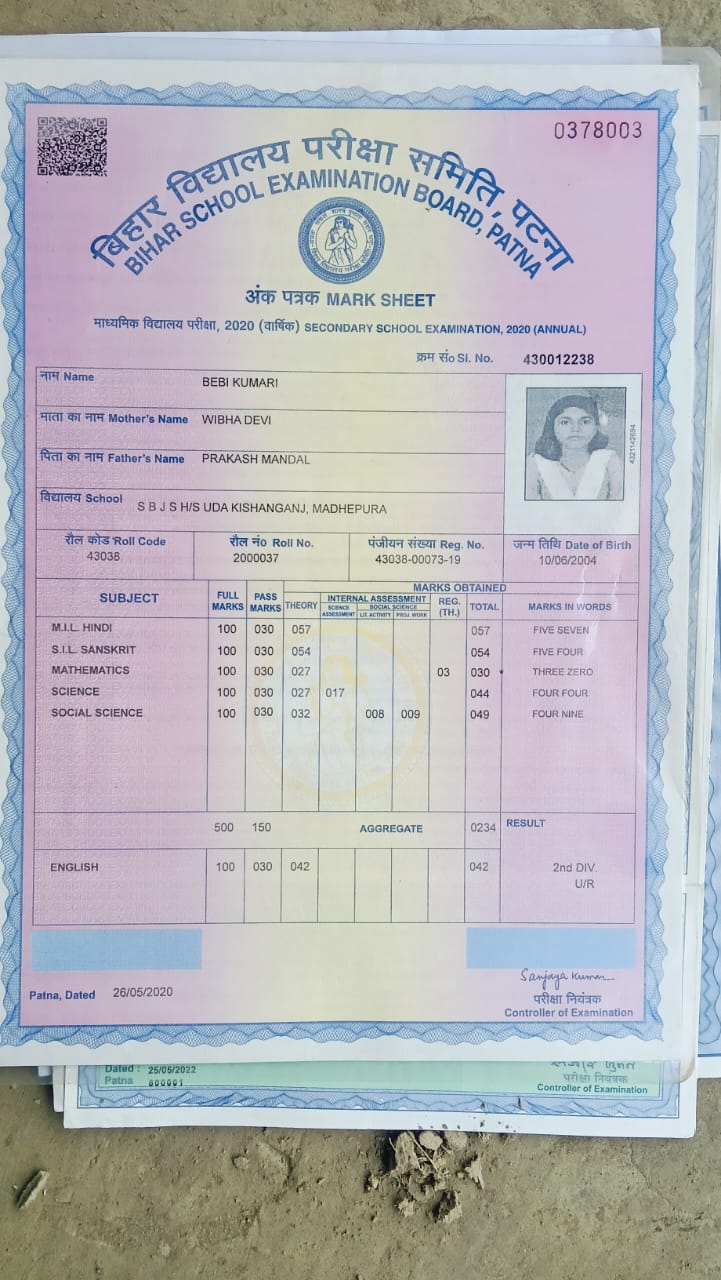 0378003
बिहार विद्यालय परीक्षा समिति, पटना
BIHAR SCHOOL EXAMINATION BOARD, PATNA
अंक पत्रक MARK SHEET
माध्यमिक विद्यालय परीक्षा, 2020 (वार्षिक) SECONDARY SCHOOL EXAMINATION, 2020 (ANNUAL)
क्रम सं० Sl. No. 430012238
नाम Name BEBI KUMARI
माता का नाम Mother's Name WIBHA DEVI
पिता का नाम Father's Name PRAKASH MANDAL
विद्यालय School S B J S H/S UDA KISHANGANJ, MADHEPURA
4321142694
रौल कोड Roll Code रौल नं० Roll No. पंजीयन संख्या Reg. No. जन्म तिथि Date of Birth
43038 2000037 43038-00073-19 10/06/2004
SUBJECT FULL MARKS PASS MARKS MARKS OBTAINED
THEORY INTERNAL ASSESSMENT REG. (TH.) TOTAL MARKS IN WORDS
SCIENCE ASSESSMENT SOCIAL SCIENCE
LIT. ACTIVITY PROJ. WORK
M.I.L. HINDI 100 030 057 057 FIVE SEVEN
S.I.L. SANSKRIT 100 030 054 054 FIVE FOUR
MATHEMATICS 100 030 027 03 030 * THREE ZERO
SCIENCE 100 030 027 017 044 FOUR FOUR
SOCIAL SCIENCE 100 030 032 008 009 049 FOUR NINE
500 150 AGGREGATE 0234 RESULT
ENGLISH 100 030 042 042 2nd DIV.
U/R
Sanjaya Kumar
Patna, Dated 26/05/2020
परीक्षा नियंत्रक
Controller of Examination
Dated : 25/05/2022
Patna 800001
परीक्षा नियंत्रक
Controller of Examination